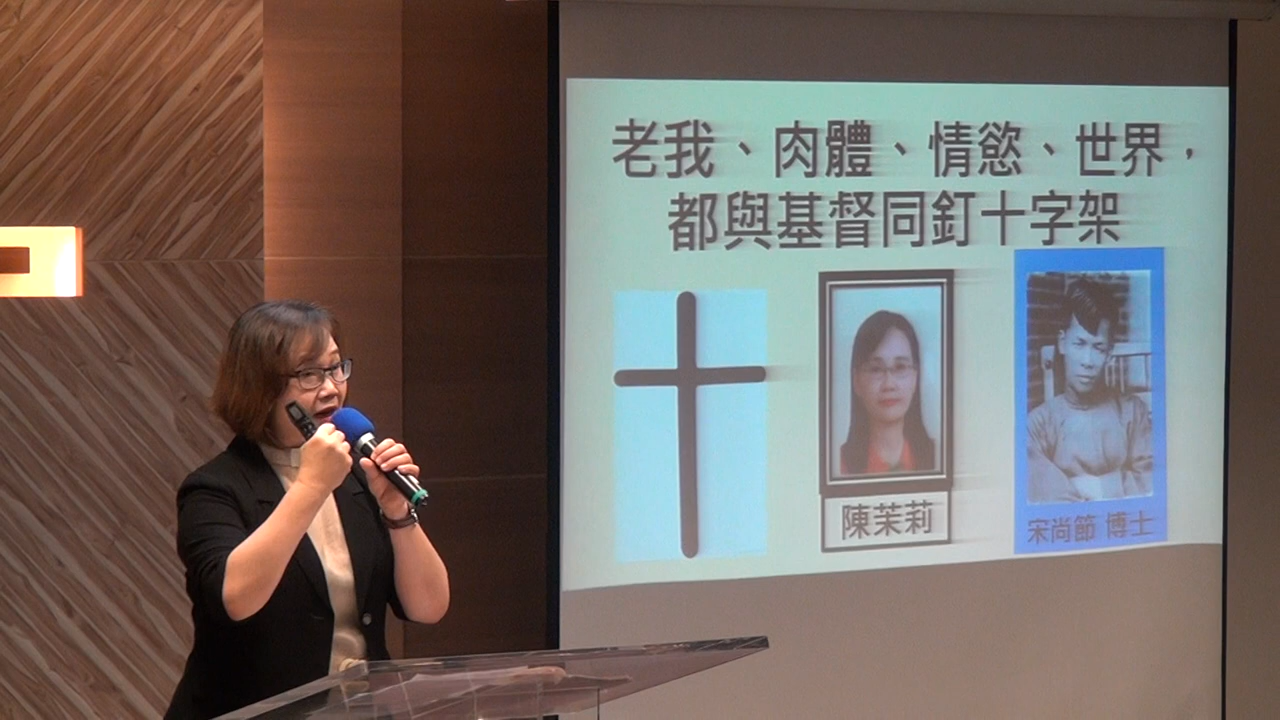 老我、肉體、情慾、世界，
都與基督同釘十字架
陳茉莉
宋尚節 博士